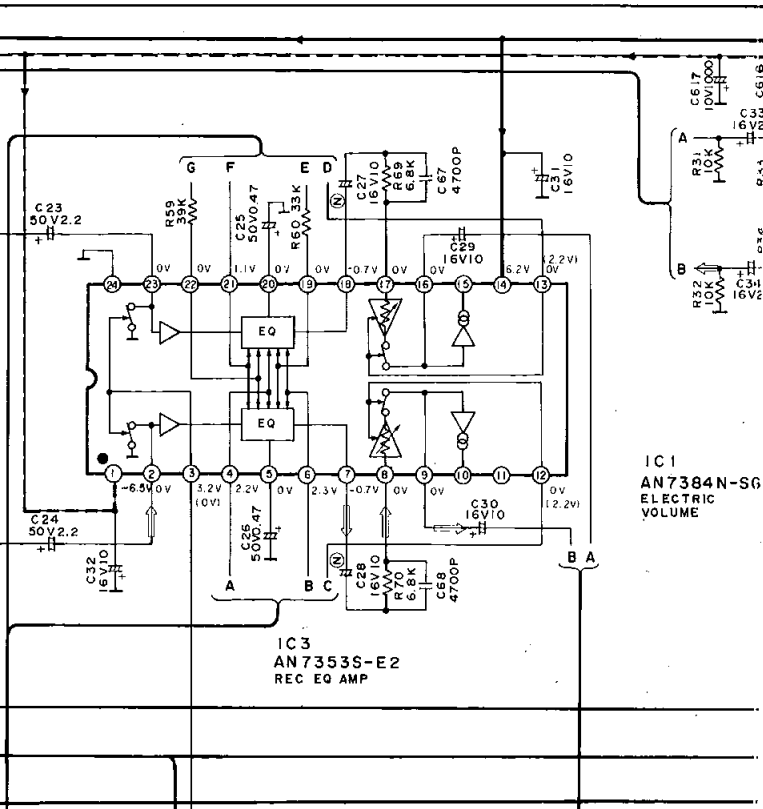 C617
10V1000
C616
C33
16V2
A
R31
10K
R33
B
R32
10K
C34
16V2
R36
G F E D
C23
50V2.2
R59
39K
C25
50V0.47
R60
33K
C27
16V10
R69
6.8K
C67
4700P
C31
16V10
N
C29
16V10
0V 0V 1.1V 0V 0V -0.7V 0V 0V 6.2V (2.2V)
0V
24 23 22 21 20 19 18 17 16 15 14 13
EQ
EQ
1 2 3 4 5 6 7 8 9 10 11 12
-6.5V 0V 3.2V
(0V) 2.2V 0V 2.3V -0.7V 0V 0V 0V
(2.2V)
C24
50V2.2
C32
16V10
C26
50V0.47
N
C28
16V10
R70
6.8K
C68
4700P
C30
16V10
A B C
B A
IC1
AN7384N-SG
ELECTRIC
VOLUME
IC3
AN7353S-E2
REC EQ AMP